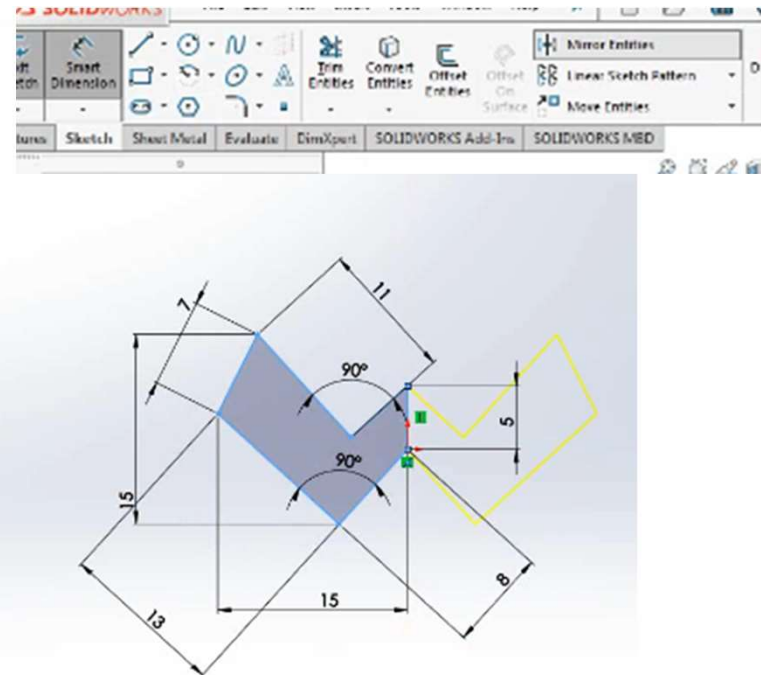 SOLIDWORKS
Smart
Dimension
Trim
Entities
Convert
Entities
Offset
Entities
Offset
On
Surface
Mirror Entities
Linear Sketch Pattern
Move Entities
Sketch
Sheet Metal
Evaluate
DimXpert
SOLIDWORKS Add-Ins
SOLIDWORKS MBD
11
7
90°
5
90°
15
8
15
13